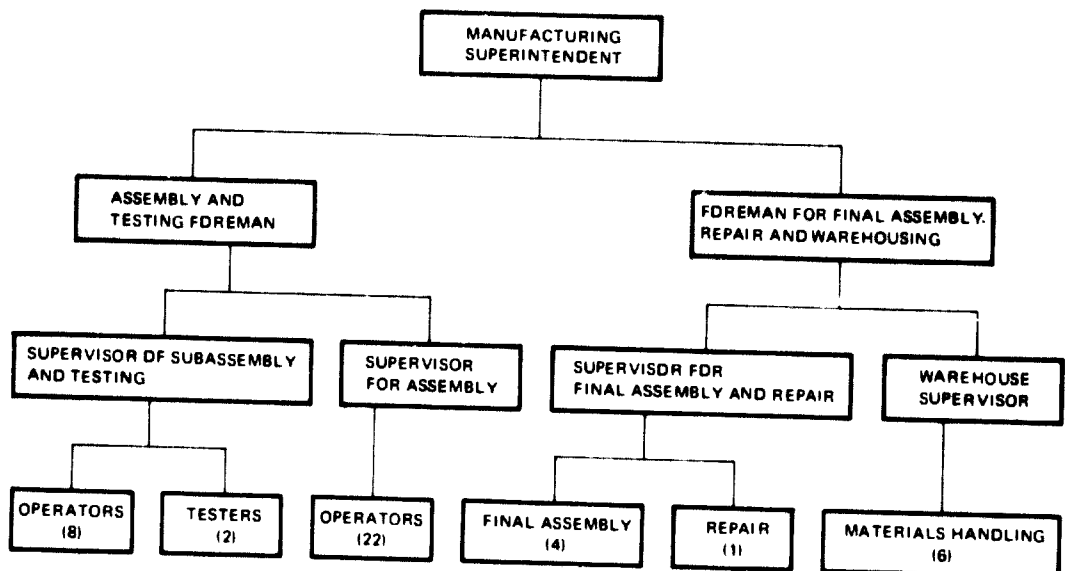 MANUFACTURING
SUPERINTENDENT
ASSEMBLY AND
TESTING FDREMAN
FDREMAN FOR FINAL ASSEMBLY.
REPAIR AND WAREHOUSING
SUPERVISOR DF SUBASSEMBLY
AND TESTING
SUPERVISOR
FOR ASSEMBLY
SUPERVISDR FDR
FINAL ASSEMBLY AND REPAIR
WAREHOUSE
SUPERVISOR
OPERATORS
(8)
TESTERS
(2)
OPERATORS
(22)
FINAL ASSEMBLY
(4)
REPAIR
(1)
MATERIALS HANDLING
(6)